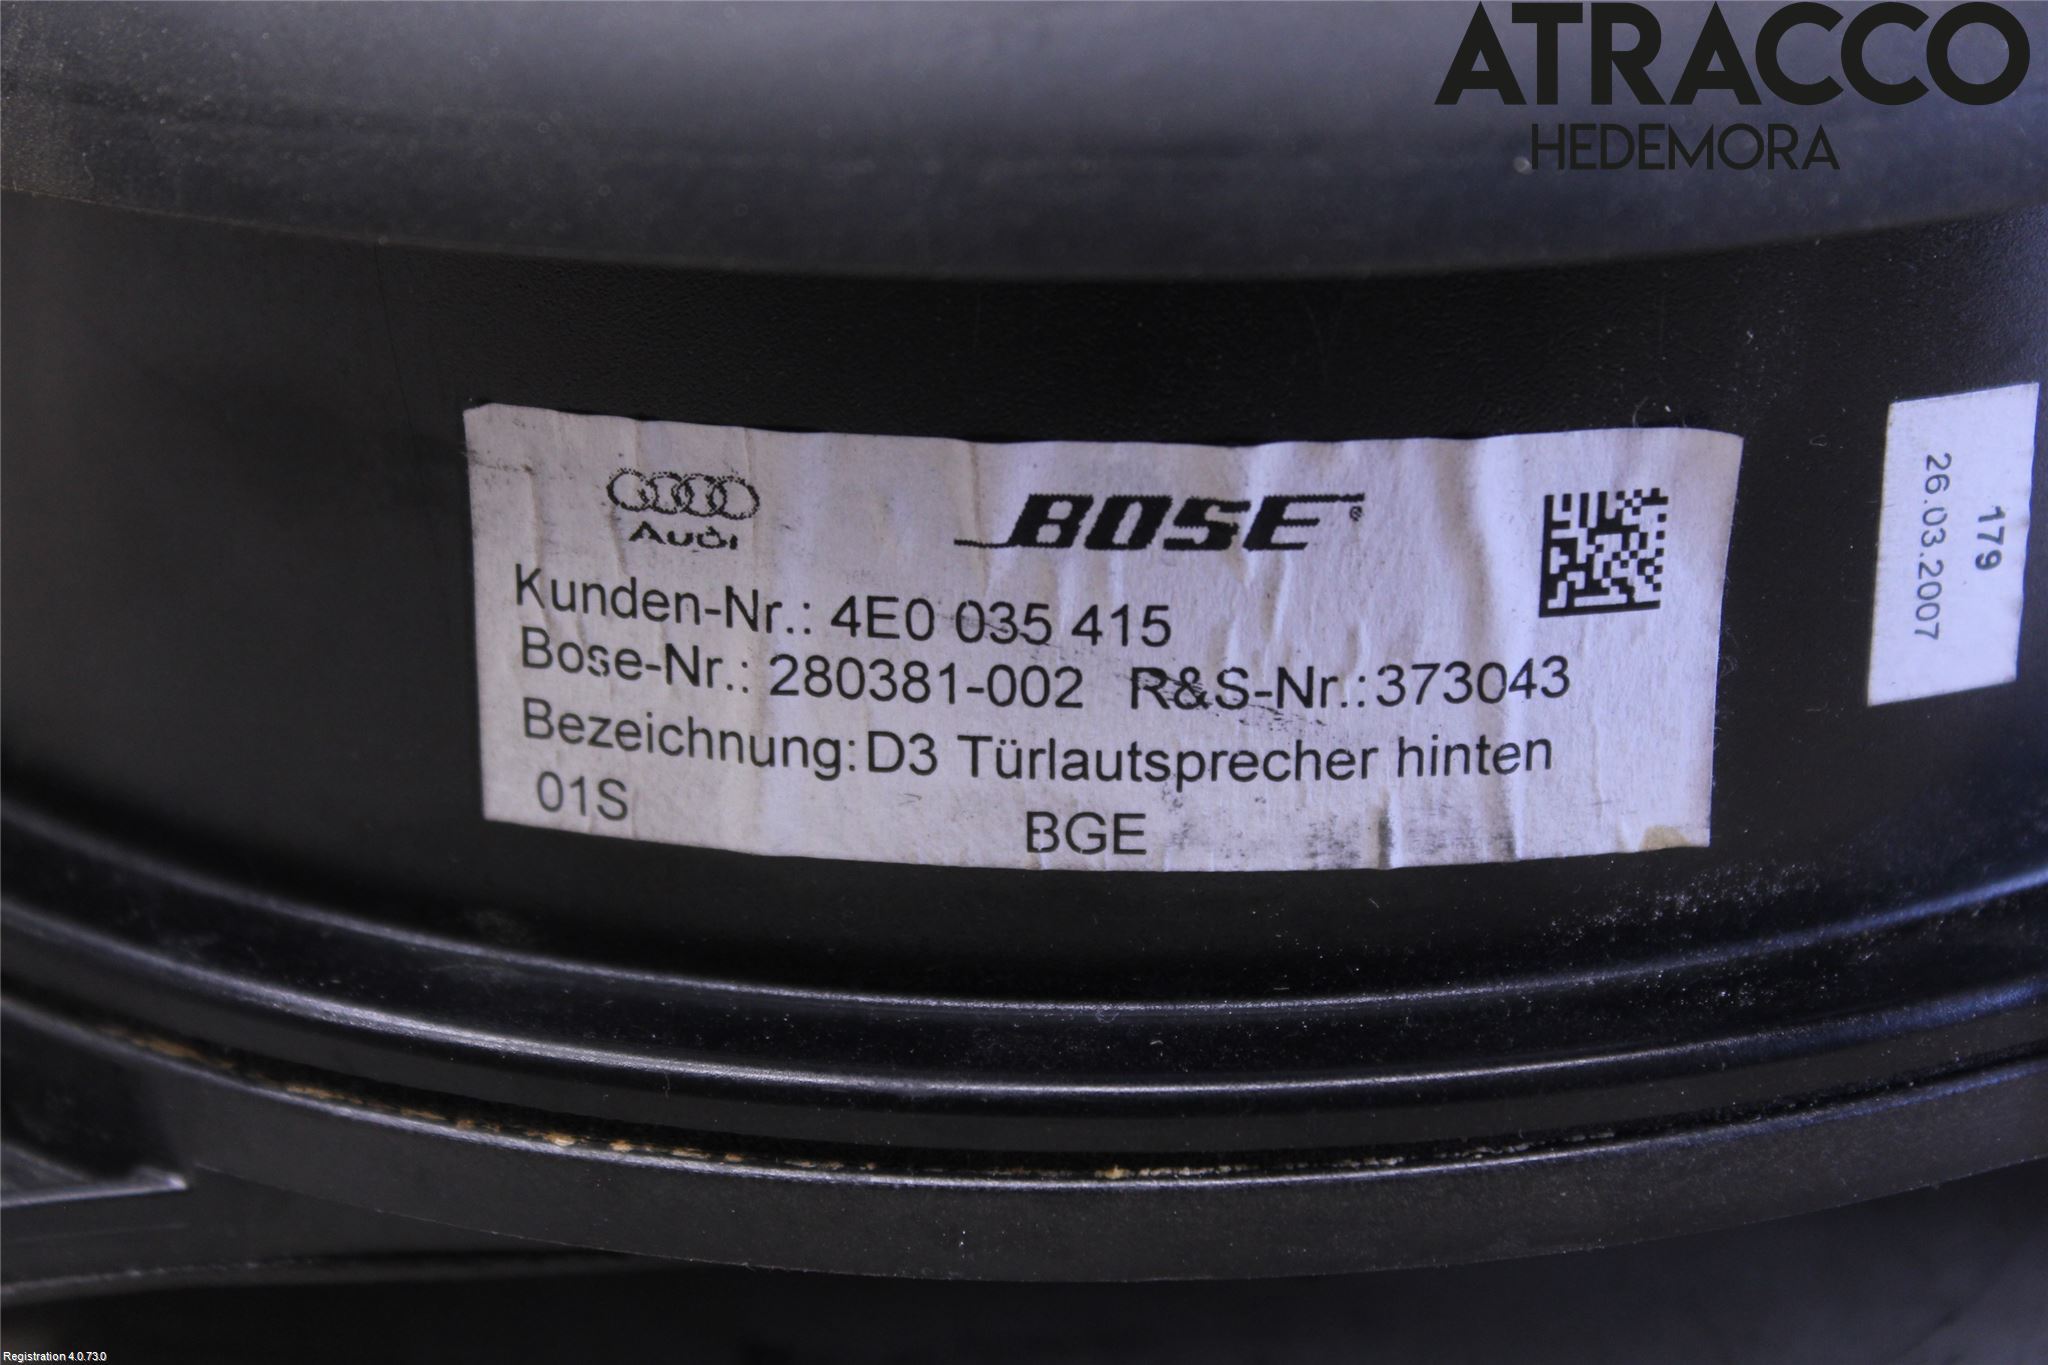 ATRACCO
HEDEMORA
Audi
BOSE®
Kunden-Nr.: 4E0 035 415
Bose-Nr.: 280381-002 R&S-Nr.:373043
Bezeichnung:D3 Türlautsprecher hinten
01S
BGE
179
26.03.2007
Registration 4.0.73.0